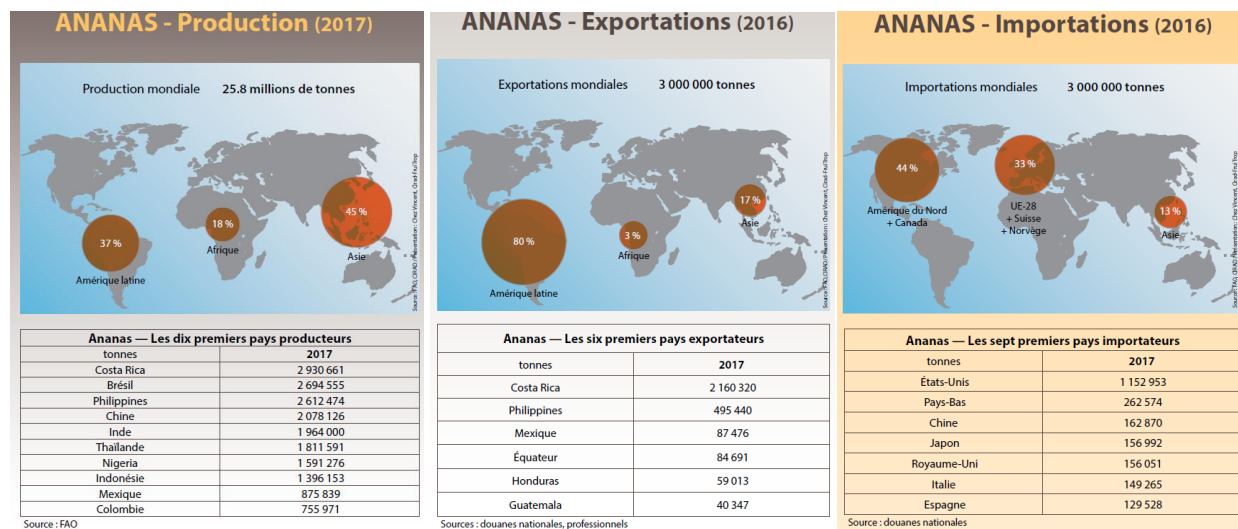 ANANAS - Production (2017)
Production mondiale 25.8 millions de tonnes
45 %
18 %
37 %
Afrique
Asie
Amérique latine
Ananas — Les dix premiers pays producteurs
tonnes 2017
Costa Rica 2 930 661
Brésil 2 694 555
Philippines 2 612 474
Chine 2 078 126
Inde 1 964 000
Thaïlande 1 811 591
Nigeria 1 591 276
Indonésie 1 396 153
Mexique 875 839
Colombie 755 971
Source : FAO
ANANAS - Exportations (2016)
Exportations mondiales 3 000 000 tonnes
17 %
Asie
3 %
80 %
Afrique
Amérique latine
Ananas — Les six premiers pays exportateurs
tonnes 2017
Costa Rica 2 160 320
Philippines 495 440
Mexique 87 476
Équateur 84 691
Honduras 59 013
Guatemala 40 347
Sources : douanes nationales, professionnels
ANANAS - Importations (2016)
Importations mondiales 3 000 000 tonnes
44 %
33 %
Amérique du Nord
+ Canada
UE-28
+ Suisse
+ Norvège
13 %
Asie
Ananas — Les sept premiers pays importateurs
tonnes 2017
États-Unis 1 152 953
Pays-Bas 262 574
Chine 162 870
Japon 156 992
Royaume-Uni 156 051
Italie 149 265
Espagne 129 528
Source : douanes nationales